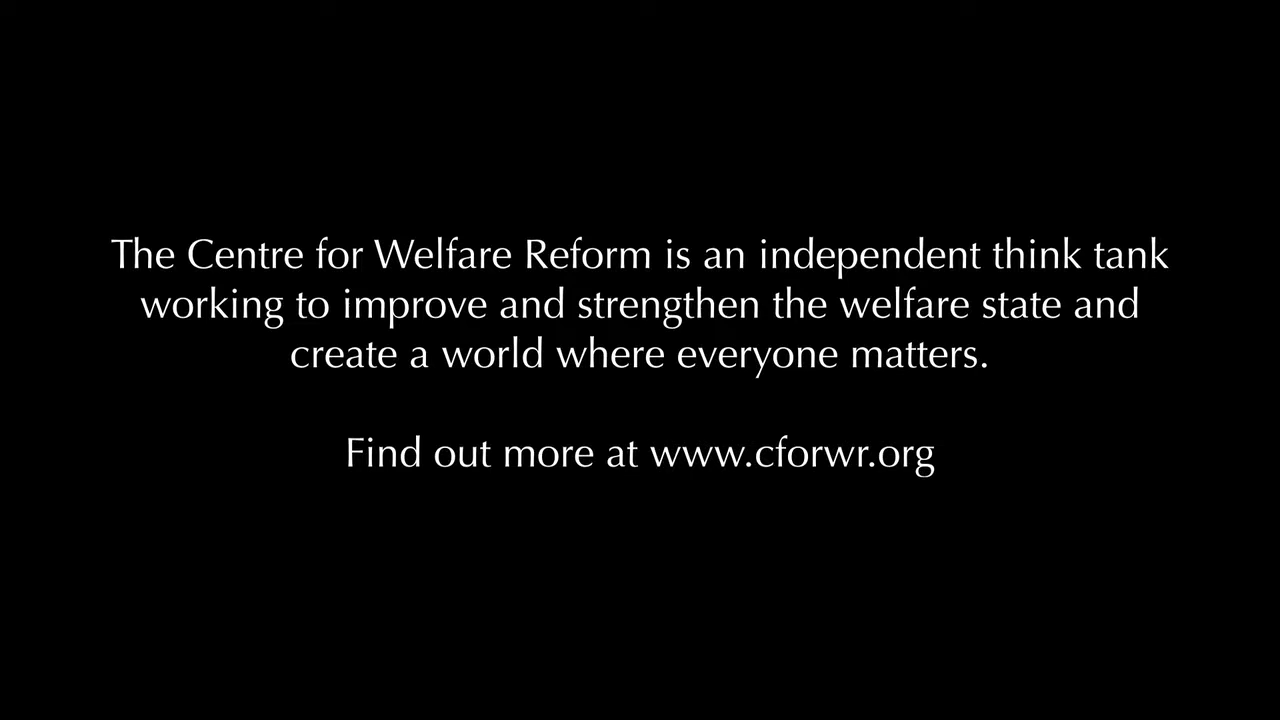 The Centre for Welfare Reform is an independent think tank
working to improve and strengthen the welfare state and
create a world where everyone matters.
Find out more at www.cforwr.org